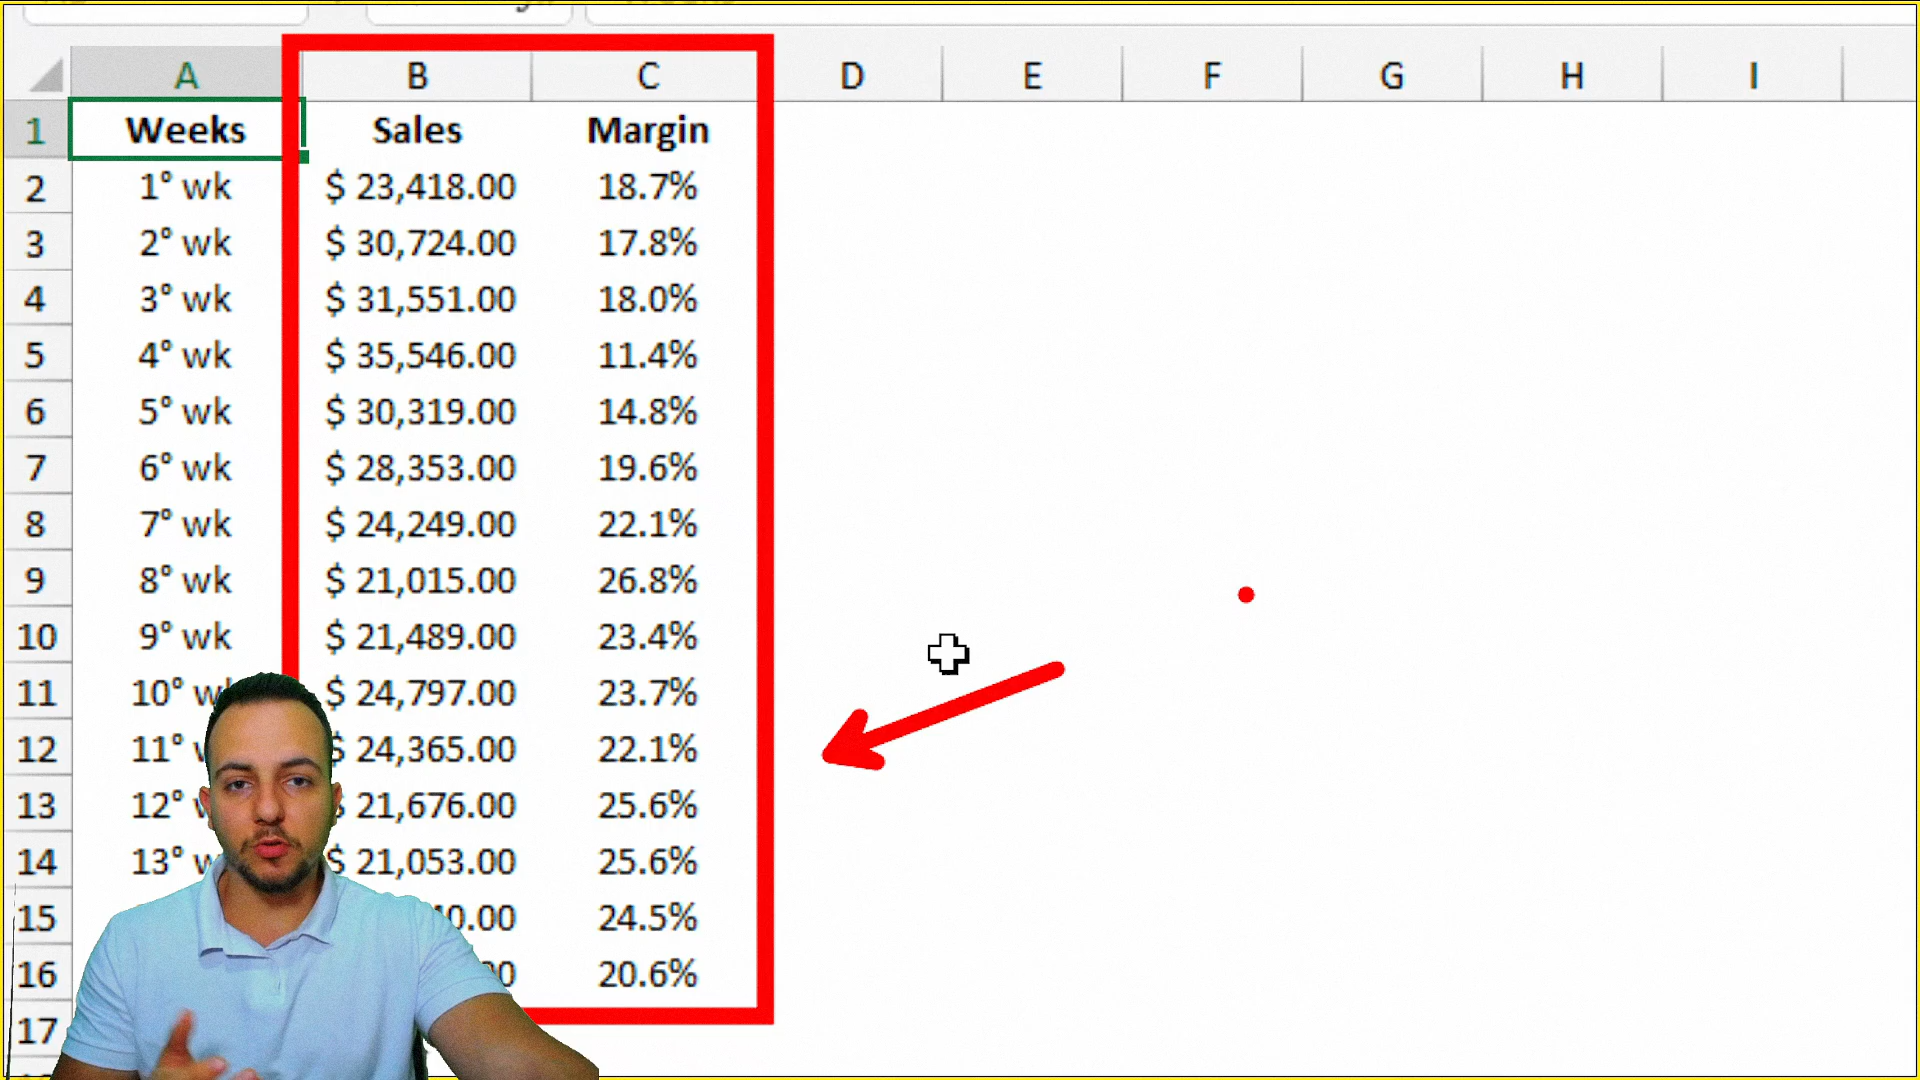 A B C D E F G H I
1 Weeks Sales Margin
2 1° wk $ 23,418.00 18.7%
3 2° wk $ 30,724.00 17.8%
4 3° wk $ 31,551.00 18.0%
5 4° wk $ 35,546.00 11.4%
6 5° wk $ 30,319.00 14.8%
7 6° wk $ 28,353.00 19.6%
8 7° wk $ 24,249.00 22.1%
9 8° wk $ 21,015.00 26.8%
10 9° wk $ 21,489.00 23.4%
11 10° w $ 24,797.00 23.7%
12 11° $ 24,365.00 22.1%
13 12° $ 21,676.00 25.6%
14 13° w $ 21,053.00 25.6%
15 0.00 24.5%
16 20.6%
17